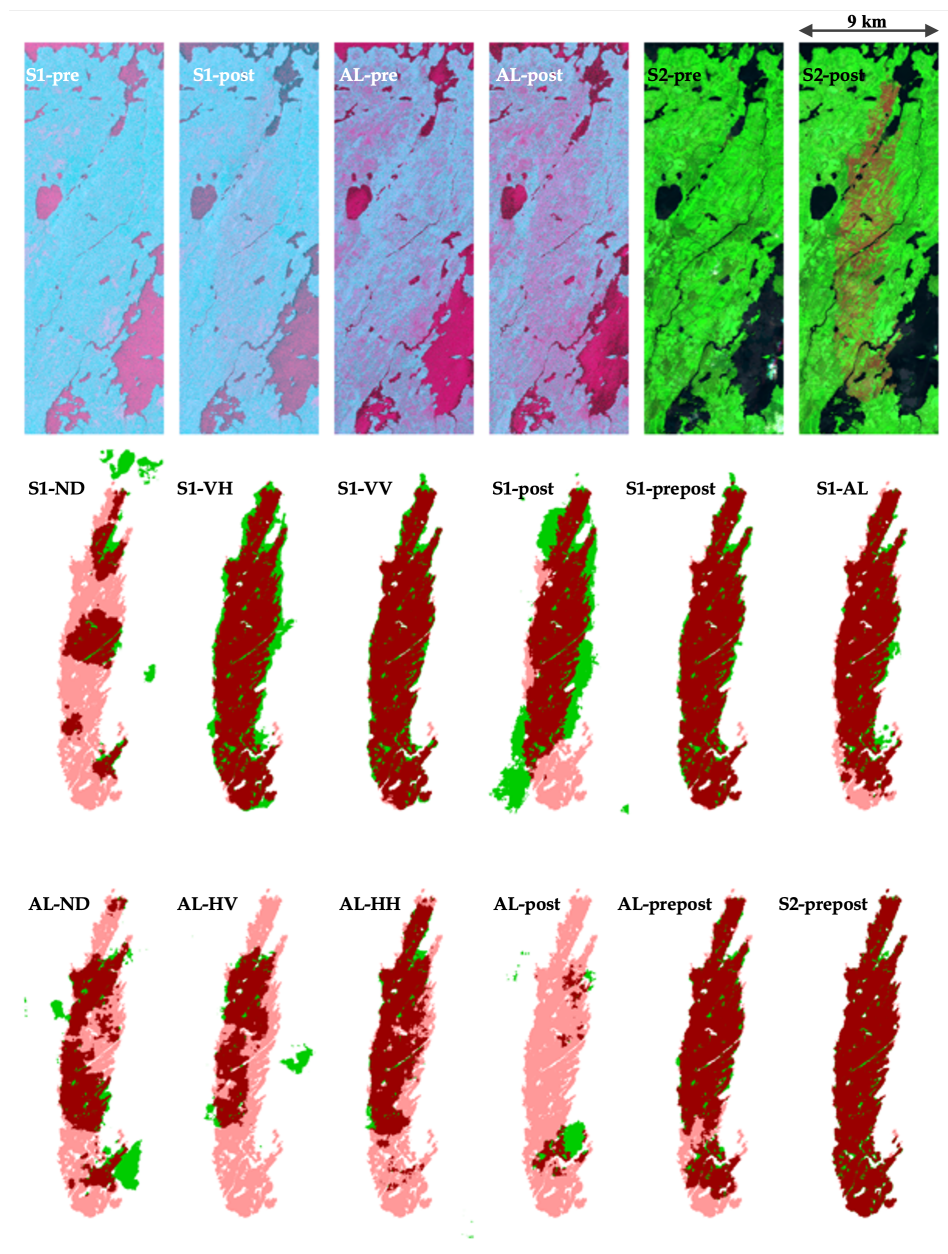 9 km
S1-pre
S1-post
AL-pre
AL-post
S2-pre
S2-post
S1-ND
S1-VH
S1-VV
S1-post
S1-prepost
S1-AL
AL-ND
AL-HV
AL-HH
AL-post
AL-prepost
S2-prepost